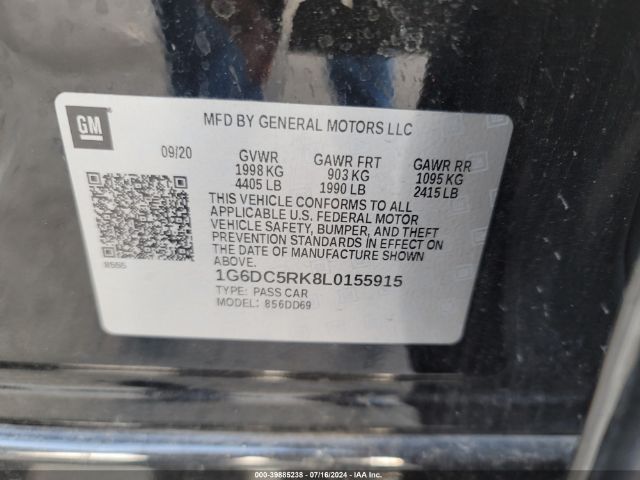 GM
MFD BY GENERAL MOTORS LLC
09/20
GVWR GAWR FRT GAWR RR
1998 KG 903 KG 1095 KG
4405 LB 1990 LB 2415 LB
THIS VEHICLE CONFORMS TO ALL
APPLICABLE U.S. FEDERAL MOTOR
VEHICLE SAFETY, BUMPER, AND THEFT
PREVENTION STANDARDS IN EFFECT ON
THE DATE OF MANUFACTURE SHOWN
ABOVE.
1G6DC5RK8L0155915
TYPE: PASS CAR
MODEL: 856DD69
000-39885238 - 07/16/2024 - IAAI.com